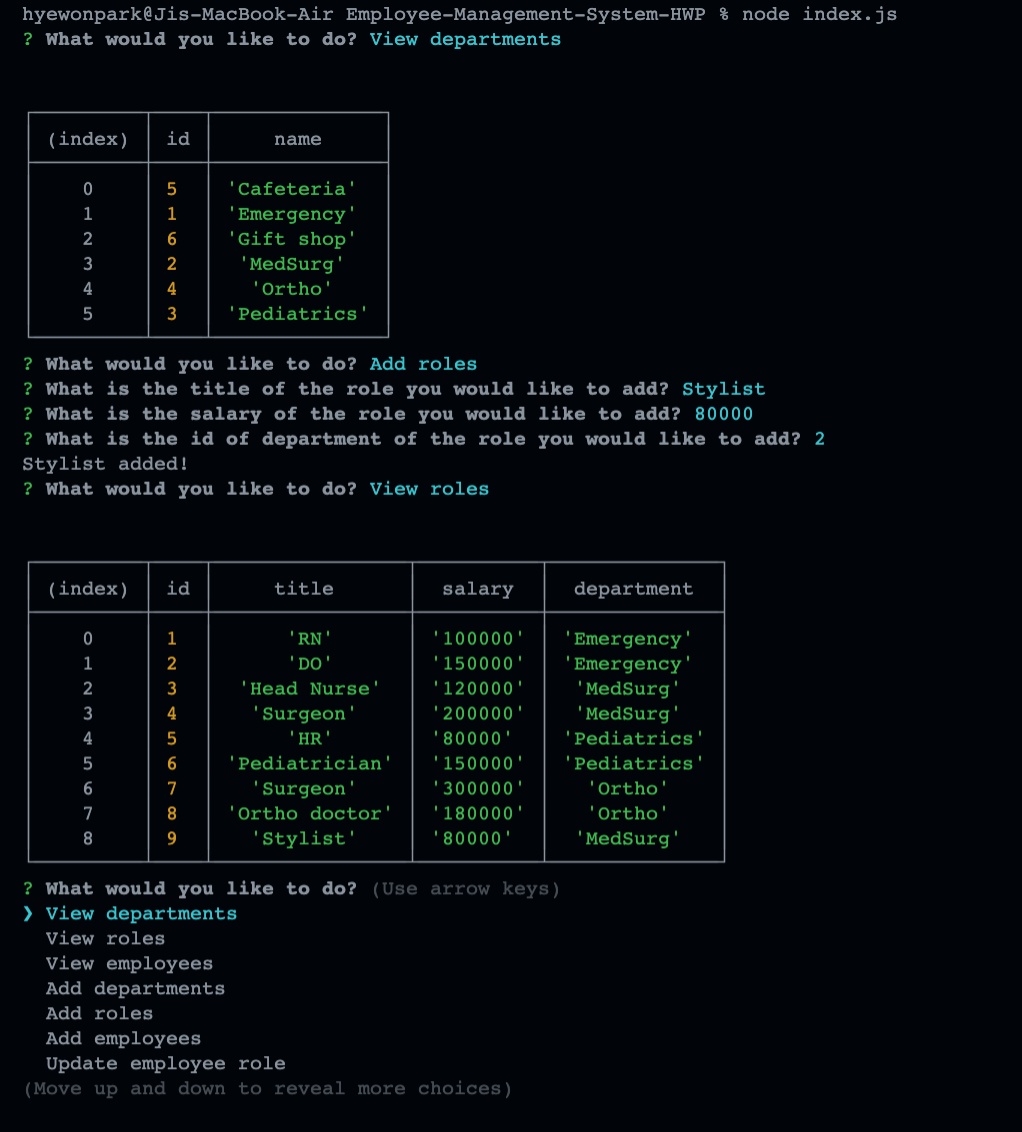 hyewonpark@Jis-MacBook-Air Employee-Management-System-HWP % node index.js
? What would you like to do? View departments
(index) id name
0 5 'Cafeteria'
1 1 'Emergency'
2 6 'Gift shop'
3 2 'MedSurg'
4 4 'Ortho'
5 3 'Pediatrics'
? What would you like to do? Add roles
? What is the title of the role you would like to add? Stylist
? What is the salary of the role you would like to add? 80000
? What is the id of department of the role you would like to add? 2
Stylist added!
? What would you like to do? View roles
(index) id title salary department
0 1 'RN' '100000' 'Emergency'
1 2 'DO' '150000' 'Emergency'
2 3 'Head Nurse' '120000' 'MedSurg'
3 4 'Surgeon' '200000' 'MedSurg'
4 5 'HR' '80000' 'Pediatrics'
5 6 'Pediatrician' '150000' 'Pediatrics'
6 7 'Surgeon' '300000' 'Ortho'
7 8 'Ortho doctor' '180000' 'Ortho'
8 9 'Stylist' '80000' 'MedSurg'
? What would you like to do? (Use arrow keys)
❯ View departments
View roles
View employees
Add departments
Add roles
Add employees
Update employee role
(Move up and down to reveal more choices)